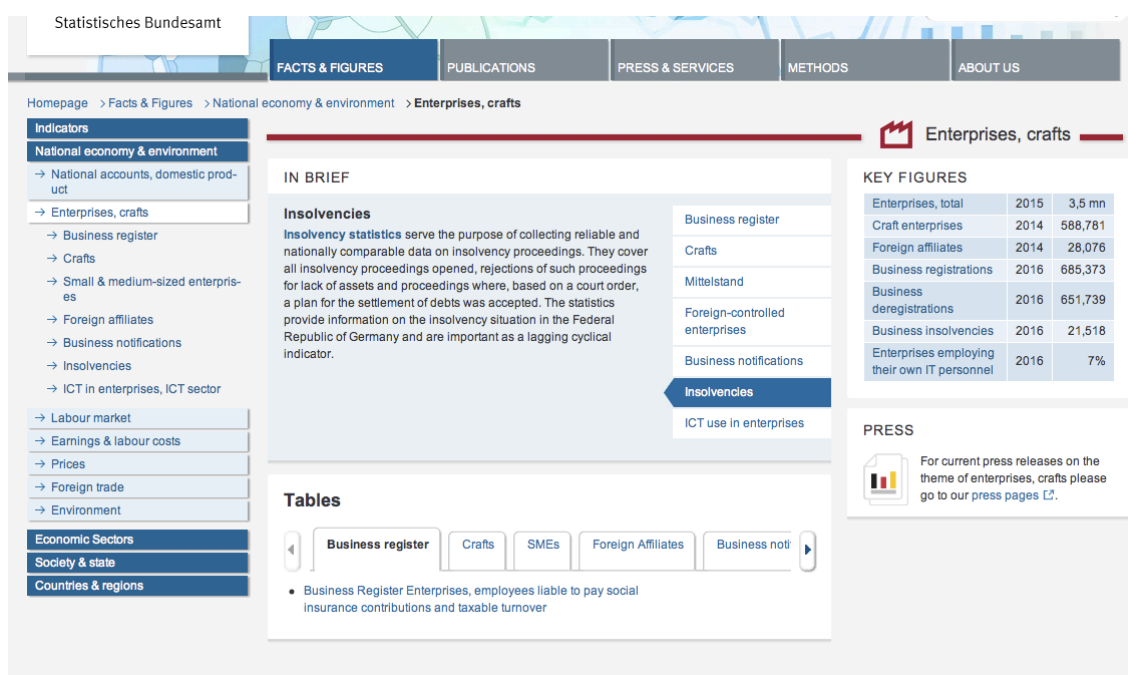 Statistisches Bundesamt
FACTS & FIGURES
PUBLICATIONS
PRESS & SERVICES
METHODS
ABOUT US
Homepage > Facts & Figures > National economy & environment > Enterprises, crafts
Indicators
National economy & environment
→ National accounts, domestic prod-
uct
→ Enterprises, crafts
→ Business register
→ Crafts
→ Small & medium-sized enterpris-
es
→ Foreign affiliates
→ Business notifications
→ Insolvencies
→ ICT in enterprises, ICT sector
→ Labour market
→ Earnings & labour costs
→ Prices
→ Foreign trade
→ Environment
Economic Sectors
Society & state
Countries & regions
Enterprises, crafts
IN BRIEF
Insolvencies
Insolvency statistics serve the purpose of collecting reliable and
nationally comparable data on insolvency proceedings. They cover
all insolvency proceedings opened, rejections of such proceedings
for lack of assets and proceedings where, based on a court order,
a plan for the settlement of debts was accepted. The statistics
provide information on the insolvency situation in the Federal
Republic of Germany and are important as a lagging cyclical
indicator.
Business register
Crafts
Mittelstand
Foreign-controlled
enterprises
Business notifications
Insolvencies
ICT use in enterprises
Tables
Business register
Crafts
SMEs
Foreign Affiliates
Business noti
• Business Register Enterprises, employees liable to pay social
insurance contributions and taxable turnover
KEY FIGURES
Enterprises, total 2015 3,5 mn
Craft enterprises 2014 588,781
Foreign affiliates 2014 28,076
Business registrations 2016 685,373
Business
deregistrations 2016 651,739
Business insolvencies 2016 21,518
Enterprises employing
their own IT personnel 2016 7%
PRESS
For current press releases on the
theme of enterprises, crafts please
go to our press pages.